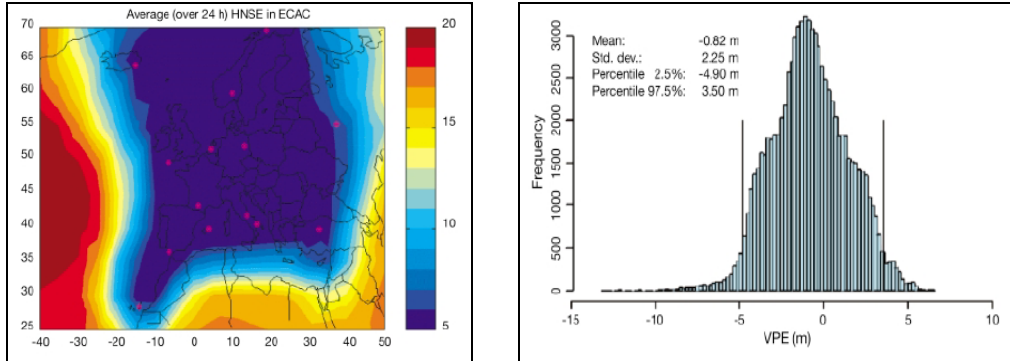 Average (over 24 h) HNSE in ECAC
70
65
60
55
50
45
40
35
30
25
-40 -30 -20 -10 0 10 20 30 40 50
20
15
10
5
Mean: -0.82 m
Std. dev.: 2.25 m
Percentile 2.5%: -4.90 m
Percentile 97.5%: 3.50 m
Frequency
3000
2500
2000
1500
1000
500
0
-15 -10 -5 0 5 10
VPE (m)